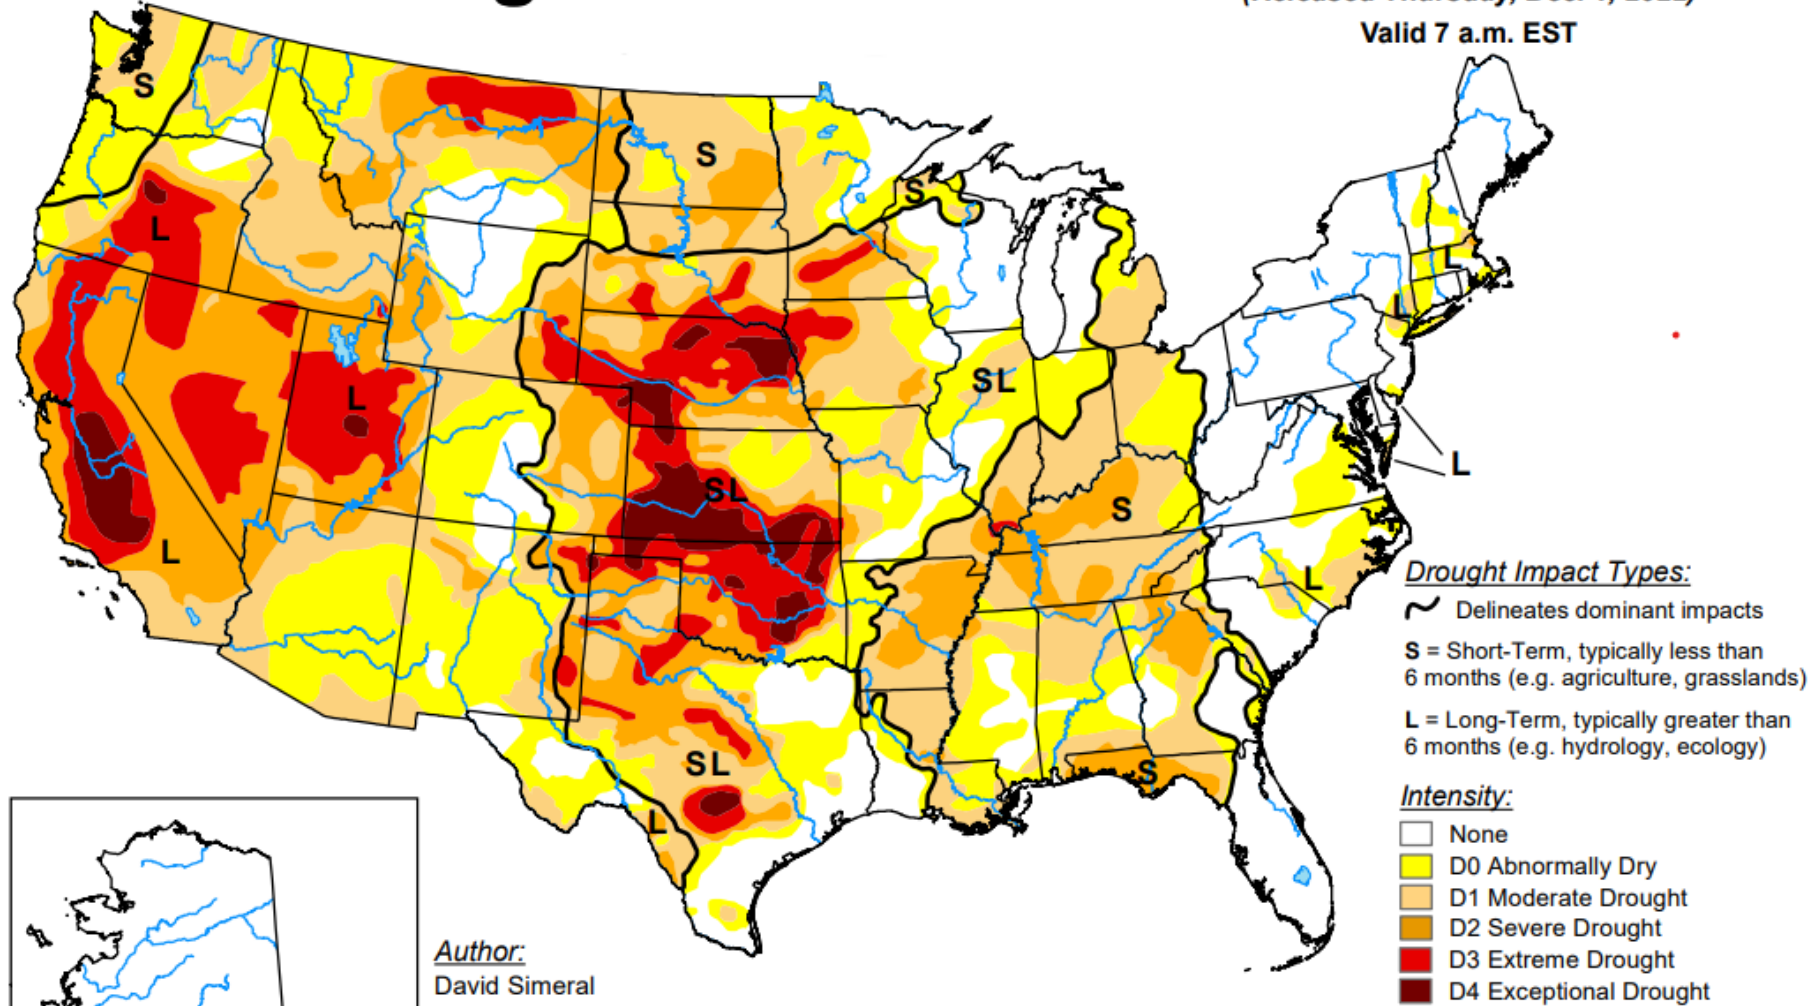 Valid 7 a.m. EST
S
S
S
L
L
L
SL
L
SL
L
S
L
L
SL
L
S
L
Drought Impact Types:
Delineates dominant impacts
S = Short-Term, typically less than
6 months (e.g. agriculture, grasslands)
L = Long-Term, typically greater than
6 months (e.g. hydrology, ecology)
Intensity:
None
D0 Abnormally Dry
D1 Moderate Drought
D2 Severe Drought
D3 Extreme Drought
D4 Exceptional Drought
Author:
David Simeral